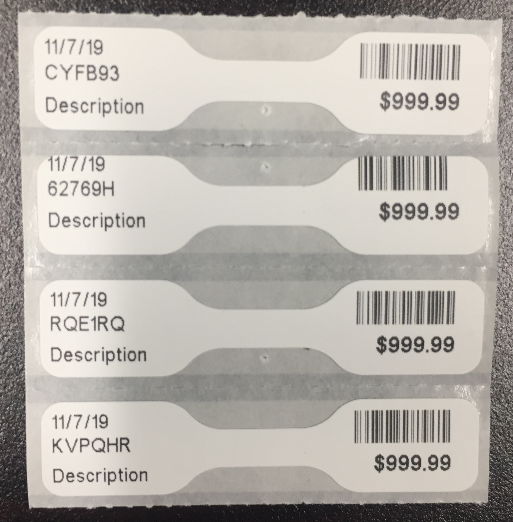 11/7/19
CYFB93
Description
$999.99
11/7/19
62769H
Description
$999.99
11/7/19
RQE1RQ
Description
$999.99
11/7/19
KVPQHR
Description
$999.99